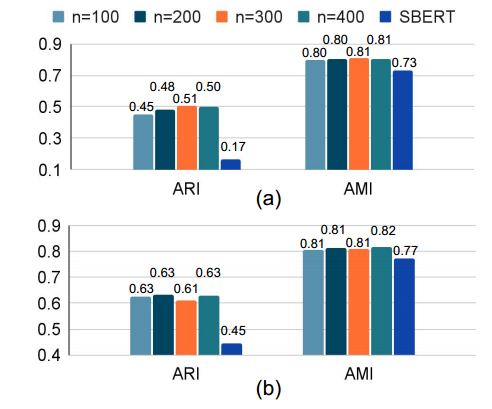 n=100 n=200 n=300 n=400 SBERT
0.9
0.7
0.5
0.3
0.1
0.45 0.48 0.51 0.50 0.17
0.80 0.80 0.81 0.81 0.73
ARI AMI
(a)
0.9
0.8
0.7
0.6
0.5
0.4
0.63 0.63 0.61 0.63 0.45
0.81 0.81 0.81 0.82 0.77
ARI AMI
(b)